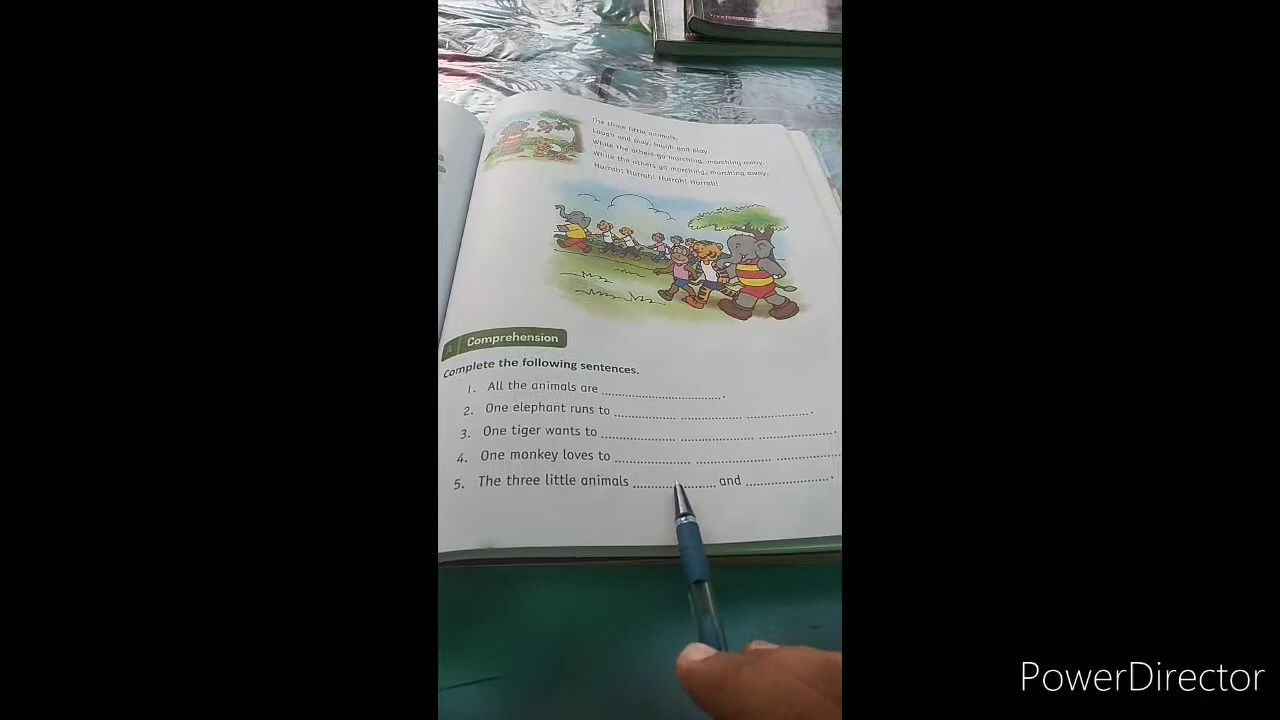 The three little animals,
Laugh and play, laugh and play.
While the others go marching, marching away,
While the others go marching, marching away,
Hurrah! Hurrah! Hurrah! Hurrah!
A Comprehension
Complete the following sentences.
1. All the animals are ........................
2. One elephant runs to ................ ................ .................
3. One tiger wants to ................ ................ .................
4. One monkey loves to ................ ................ ................
5. The three little animals ................ and .................
PowerDirector